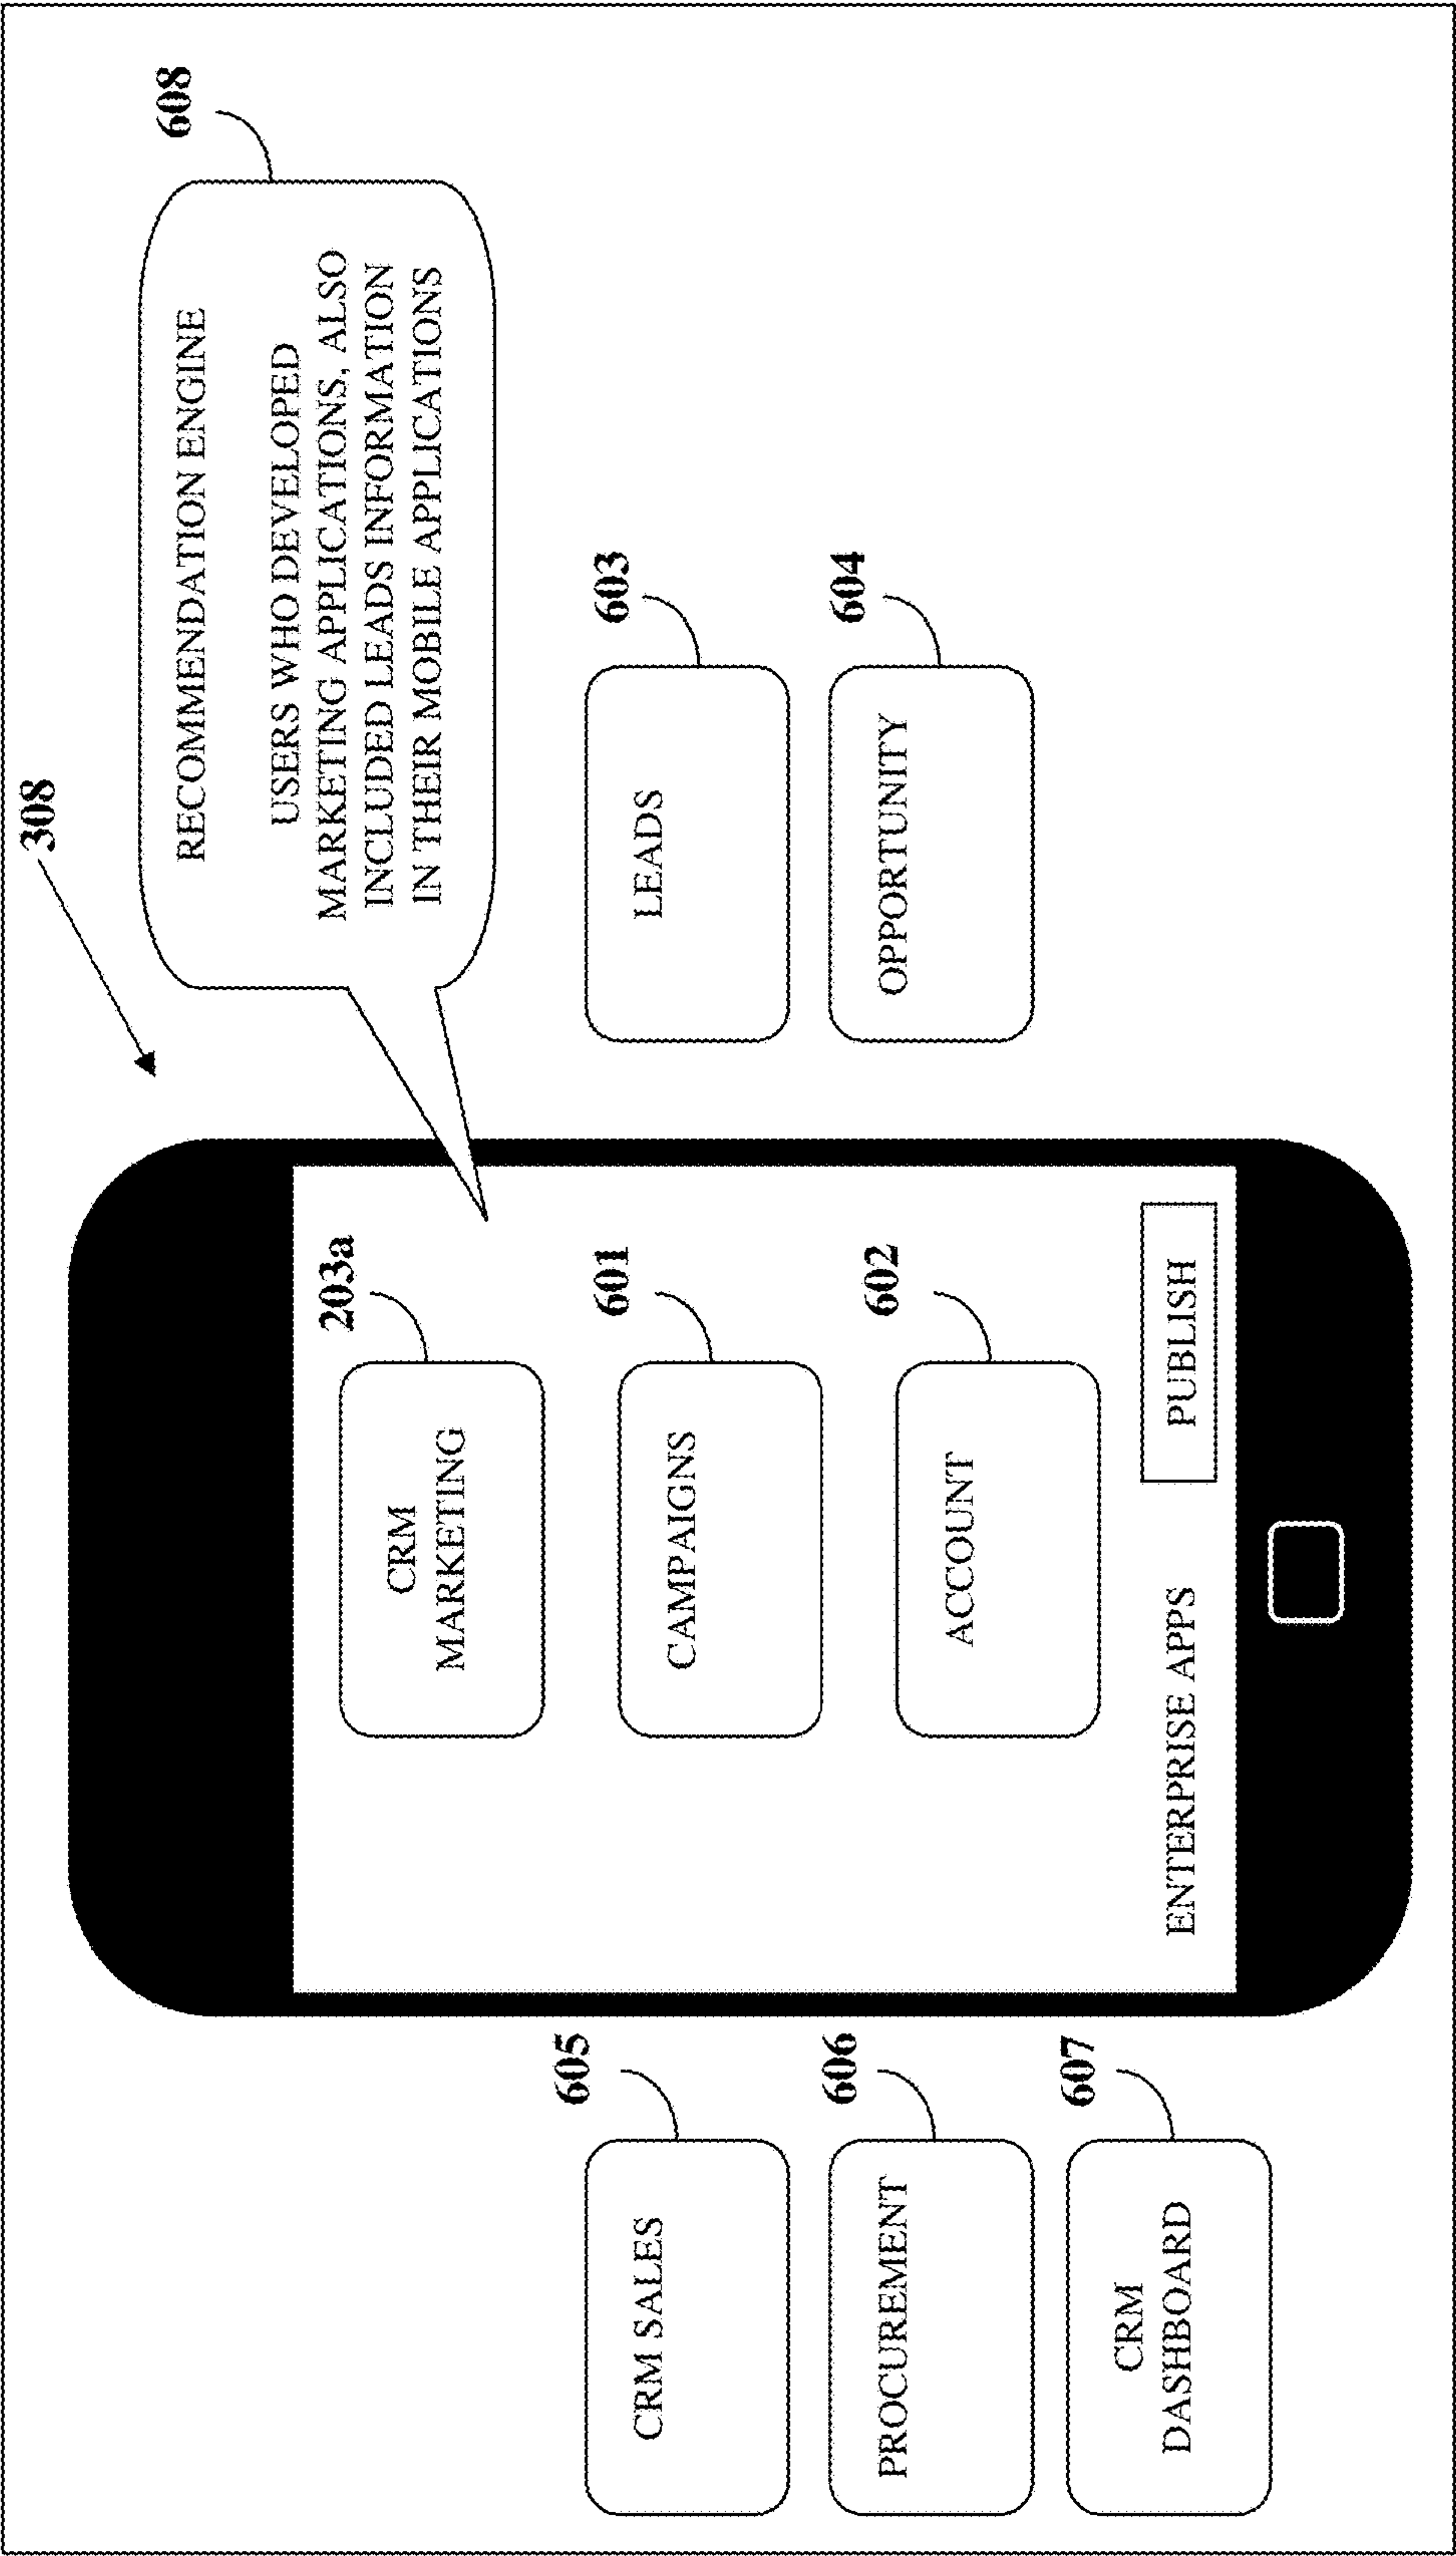 308
608
RECOMMENDATION ENGINE
USERS WHO DEVELOPED
MARKETING APPLICATIONS, ALSO
INCLUDED LEADS INFORMATION
IN THEIR MOBILE APPLICATIONS
605
CRM SALES
606
PROCUREMENT
607
CRM
DASHBOARD
203a
CRM
MARKETING
601
CAMPAIGNS
602
ACCOUNT
ENTERPRISE APPS
PUBLISH
603
LEADS
604
OPPORTUNITY